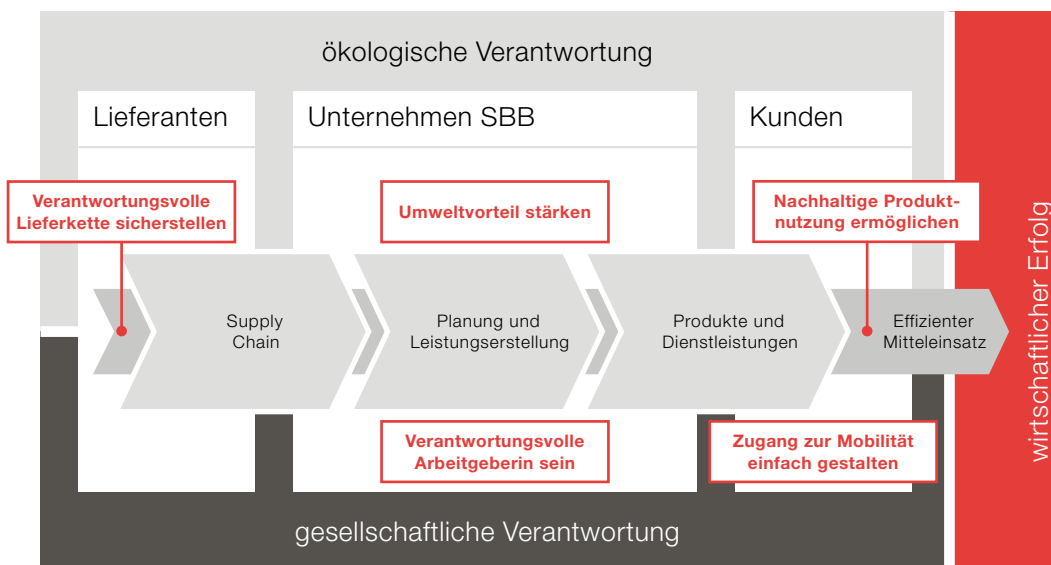 ökologische Verantwortung
Lieferanten
Unternehmen SBB
Kunden
Verantwortungsvolle
Lieferkette sicherstellen
Umweltvorteil stärken
Nachhaltige Produkt-
nutzung ermöglichen
Supply
Chain
Planung und
Leistungserstellung
Produkte und
Dienstleistungen
Effizienter
Mitteleinsatz
Verantwortungsvolle
Arbeitgeberin sein
Zugang zur Mobilität
einfach gestalten
gesellschaftliche Verantwortung
wirtschaftlicher Erfolg